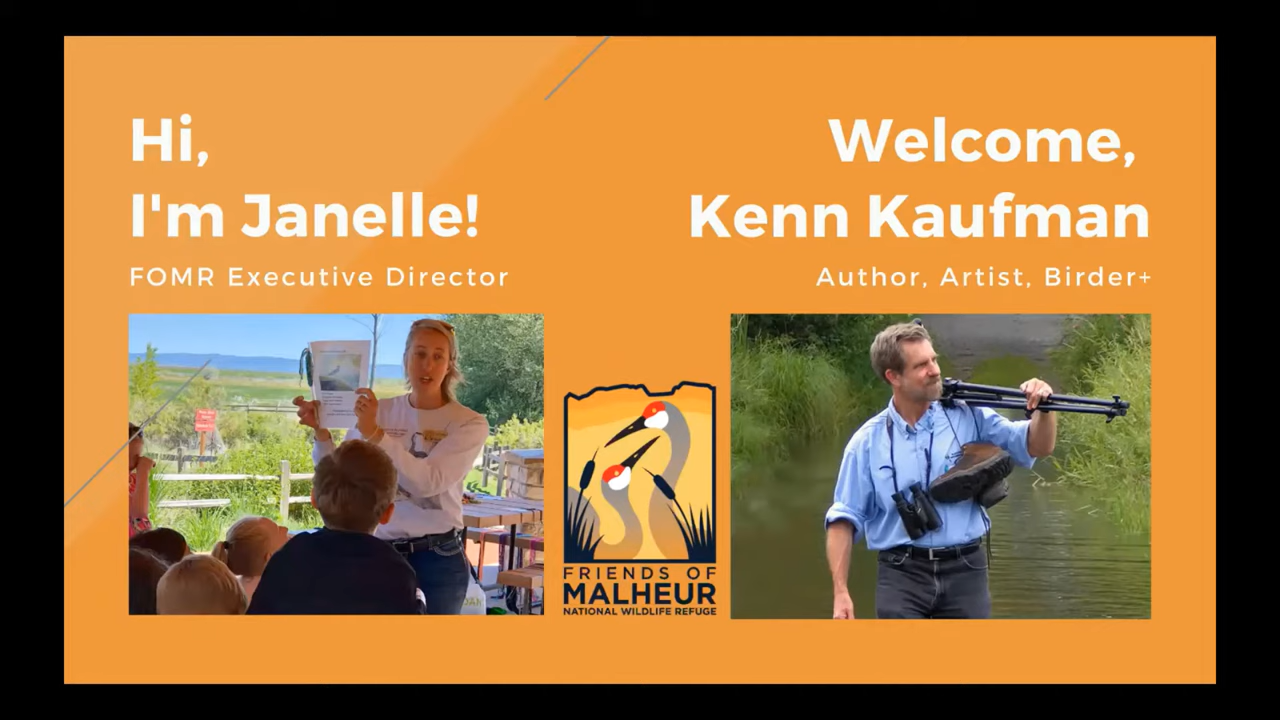 Hi,
I'm Janelle!
FOMR Executive Director
Welcome,
Kenn Kaufman
Author, Artist, Birder+
FRIENDS OF
MALHEUR
NATIONAL WILDLIFE REFUGE